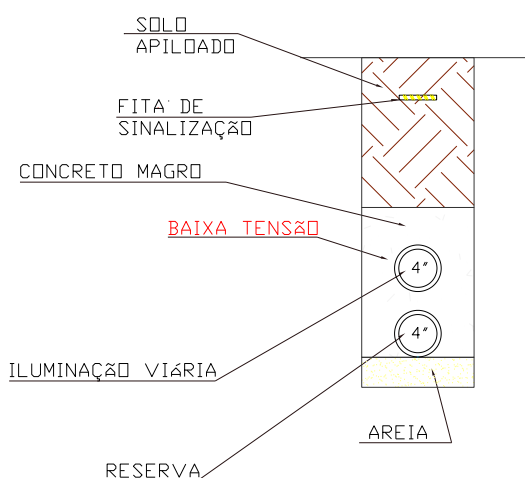 SOLO
APILOADO
FITA DE
SINALIZAÇÃO
CONCRETO MAGRO
BAIXA TENSÃO
4"
4"
ILUMINAÇÃO VIÁRIA
AREIA
RESERVA